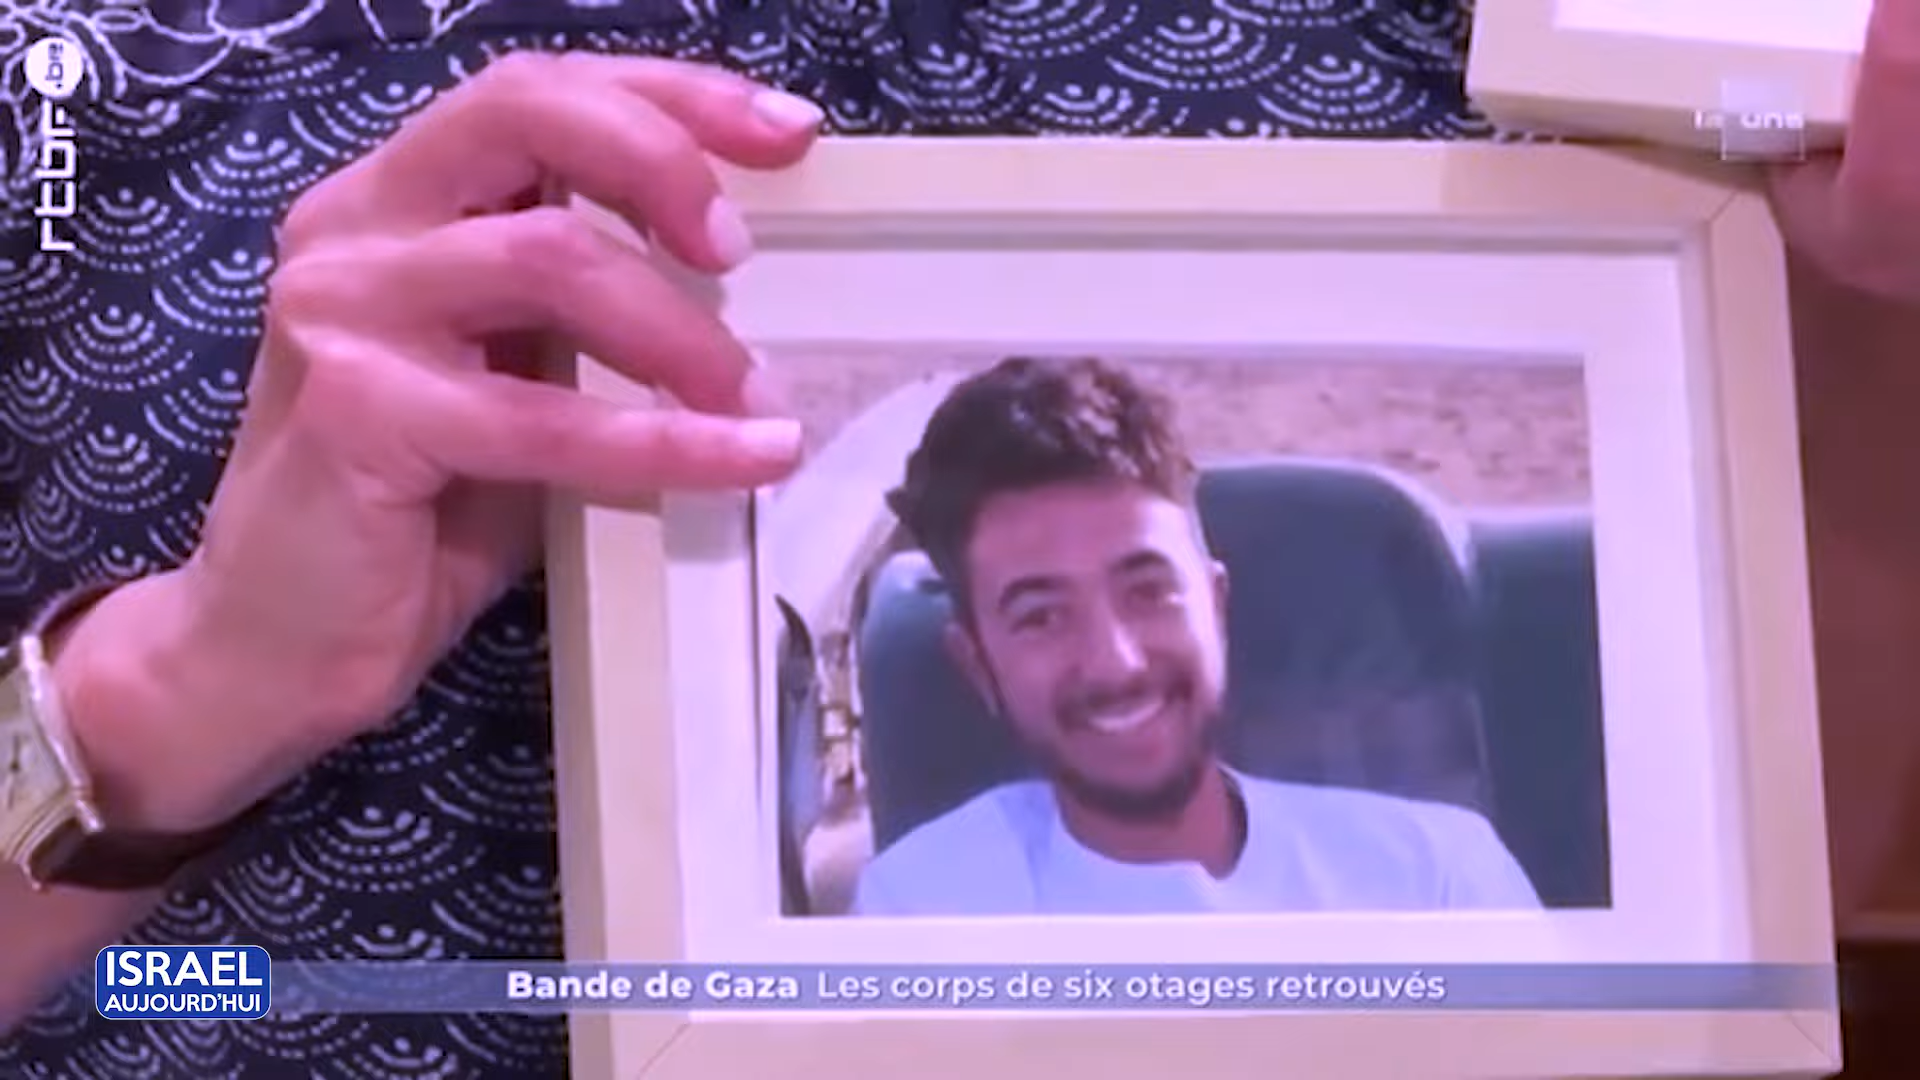 rtbf.be
la une
ISRAEL
AUJOURD'HUI
Bande de Gaza Les corps de six otages retrouvés